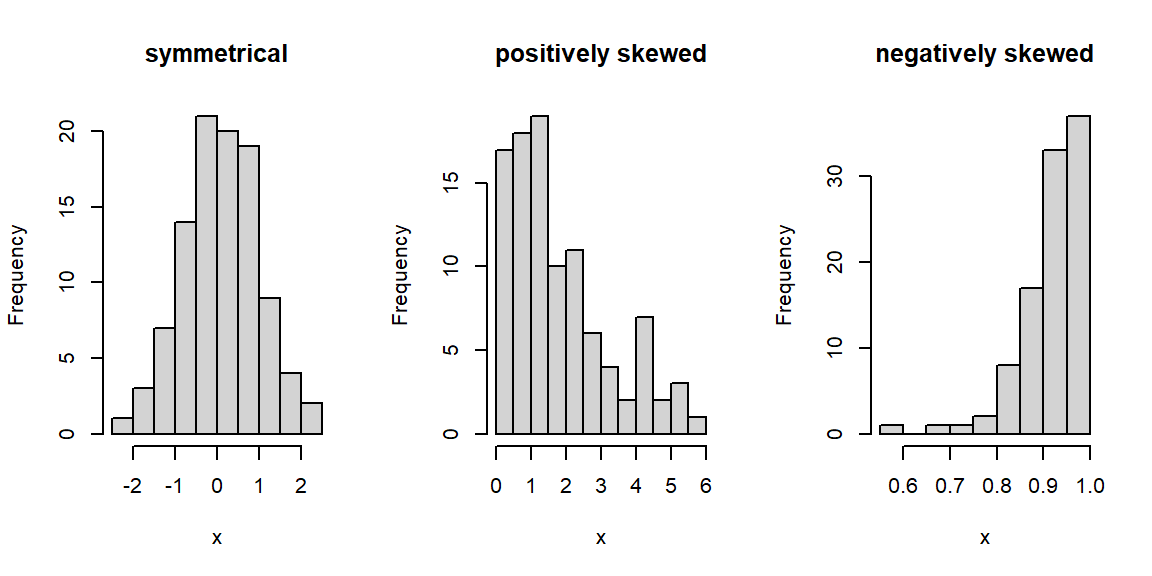 symmetrical
Frequency
20
15
10
5
0
-2 -1 0 1 2
x
positively skewed
Frequency
15
10
5
0
0 1 2 3 4 5 6
x
negatively skewed
Frequency
30
20
10
0
0.6 0.7 0.8 0.9 1.0
x